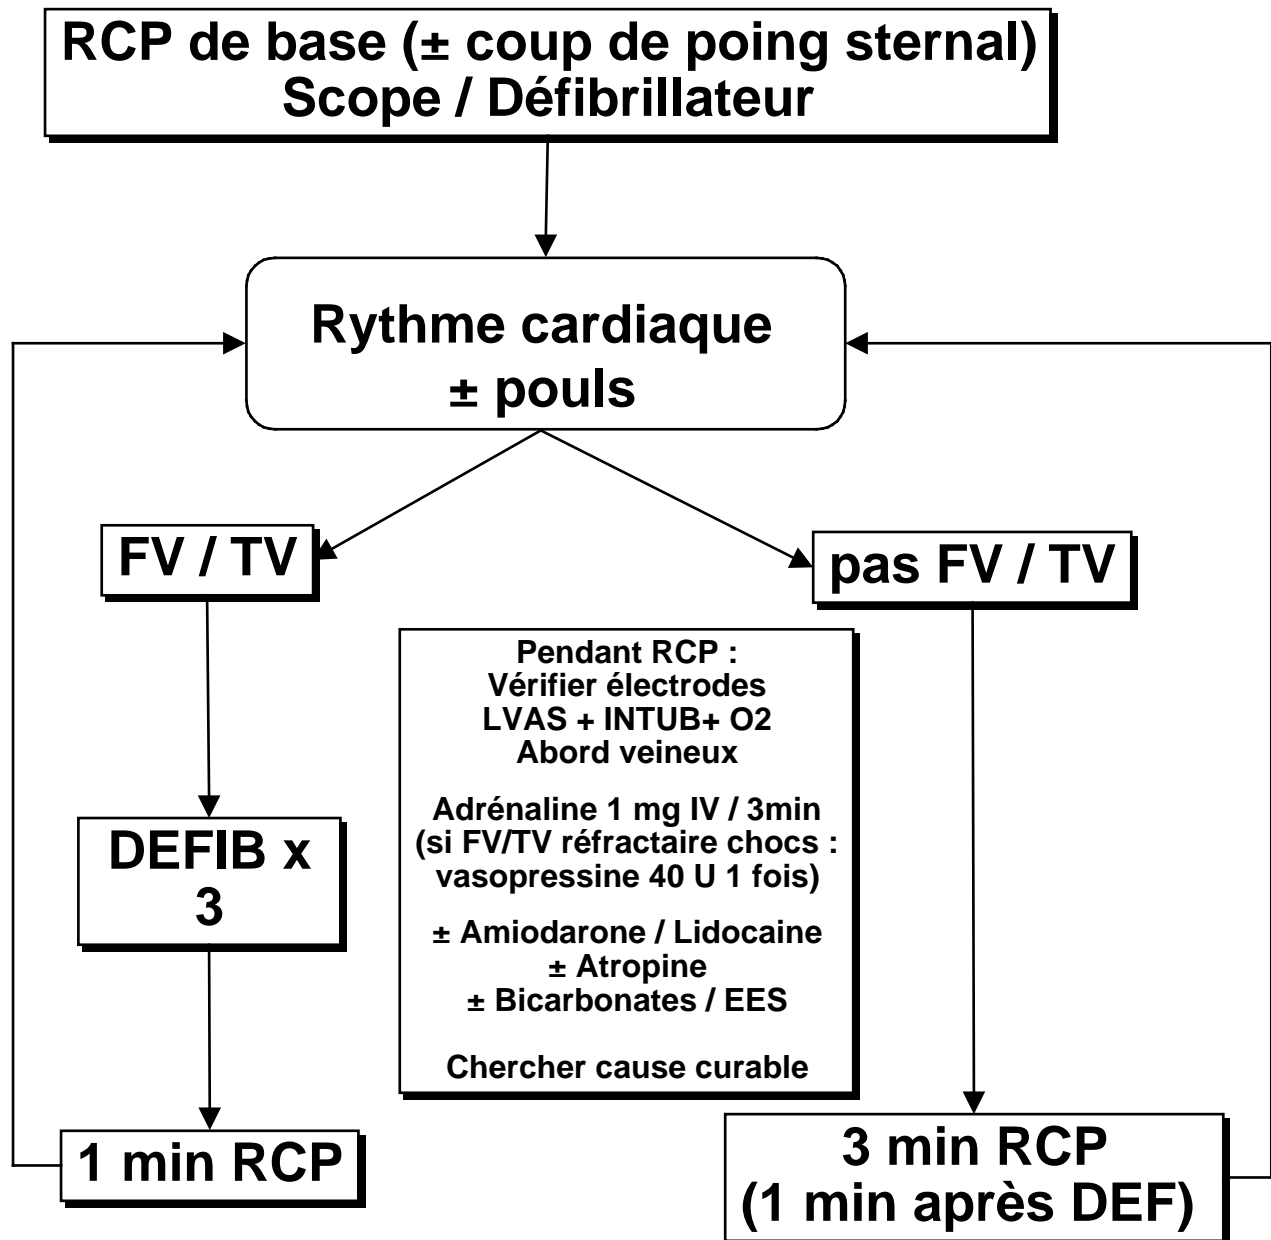 RCP de base (± coup de poing sternal)
Scope / Défibrillateur
Rythme cardiaque
± pouls
FV / TV
pas FV / TV
Pendant RCP :
Vérifier électrodes
LVAS + INTUB+ O2
Abord veineux
Adrénaline 1 mg IV / 3min
(si FV/TV réfractaire chocs :
vasopressine 40 U 1 fois)
± Amiodarone / Lidocaine
± Atropine
± Bicarbonates / EES
Chercher cause curable
DEFIB x
3
1 min RCP
3 min RCP
(1 min après DEF)